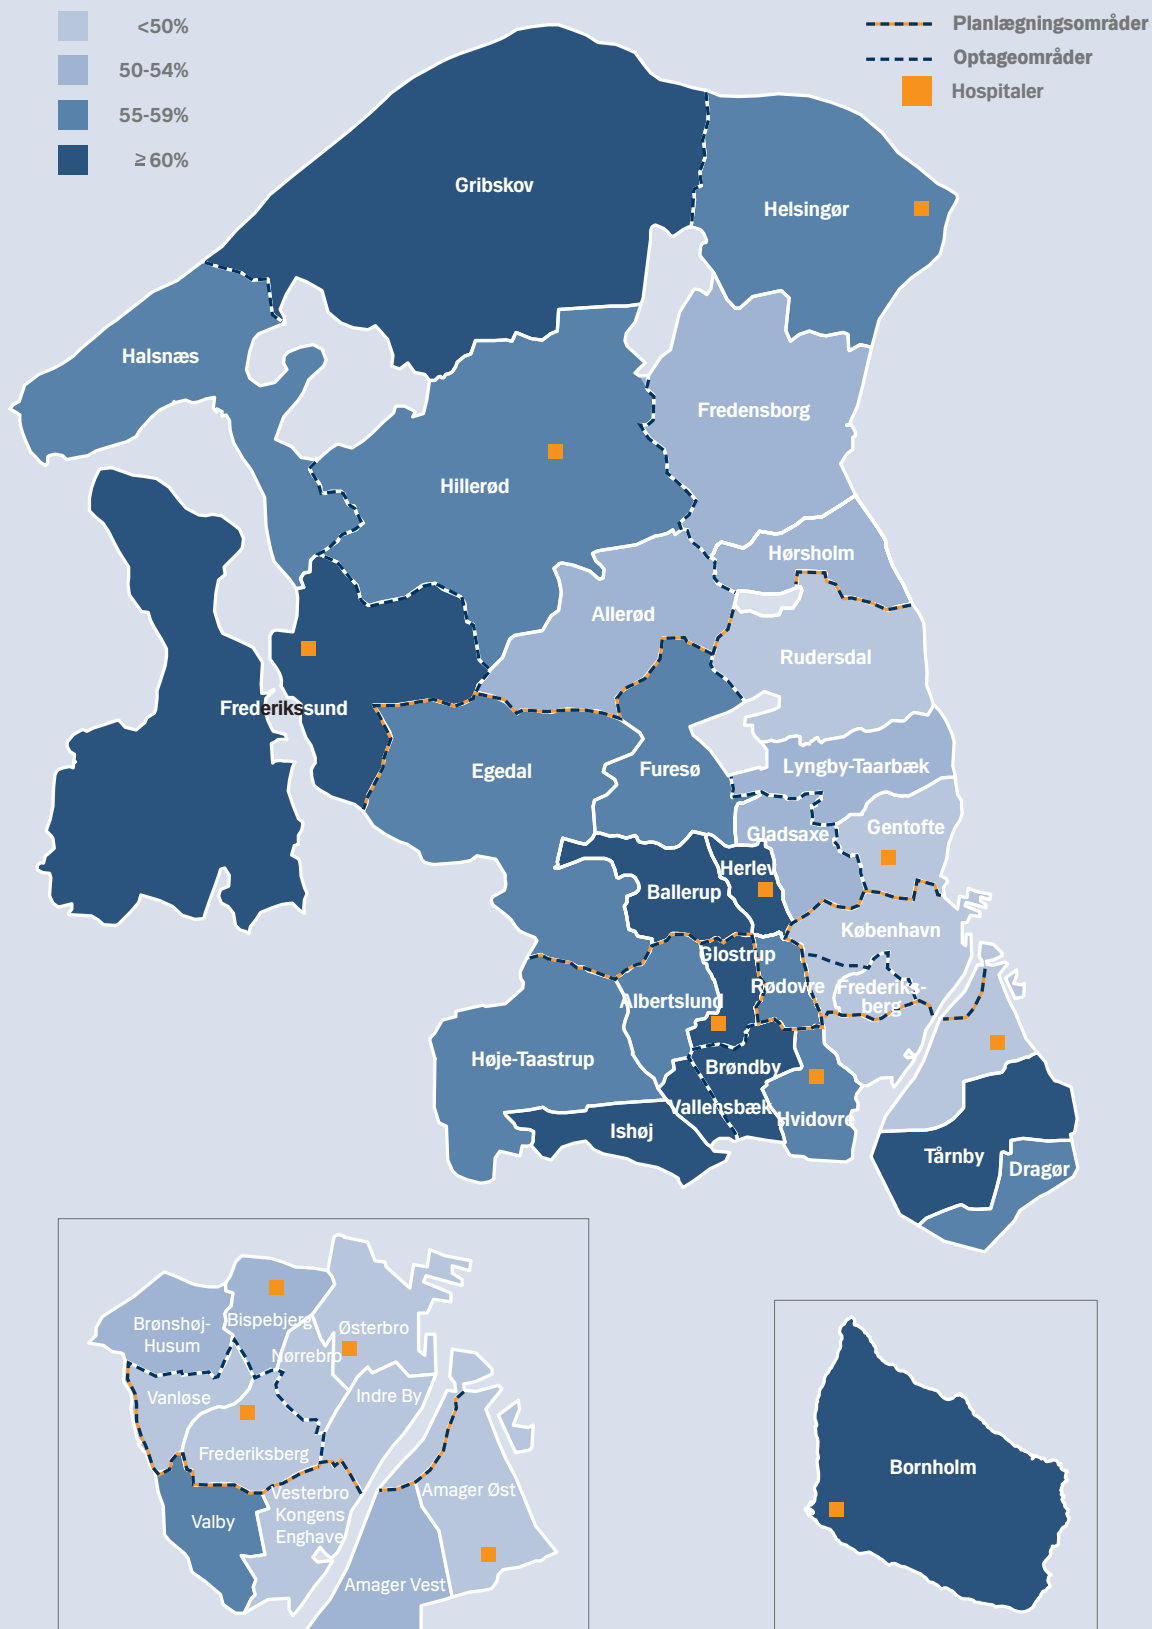 <50%
50-54%
55-59%
≥ 60%
Planlægningsområder
Optageområder
Hospitaler
Gribskov
Helsingør
Halsnæs
Fredensborg
Hillerød
Hørsholm
Allerød
Rudersdal
Frederikssund
Egedal
Furesø
Lyngby-Taarbæk
Gladsaxe
Gentofte
Herlev
Ballerup
København
Glostrup
Rødovre
Frederiks-
berg
Albertslund
Høje-Taastrup
Brøndby
Vallensbæk
Hvidovre
Ishøj
Tårnby
Dragør
Brønshøj-
Husum
Bispebjerg
Østerbro
Nørrebro
Vanløse
Indre By
Frederiksberg
Vesterbro
Kongens
Enghave
Amager Øst
Valby
Amager Vest
Bornholm